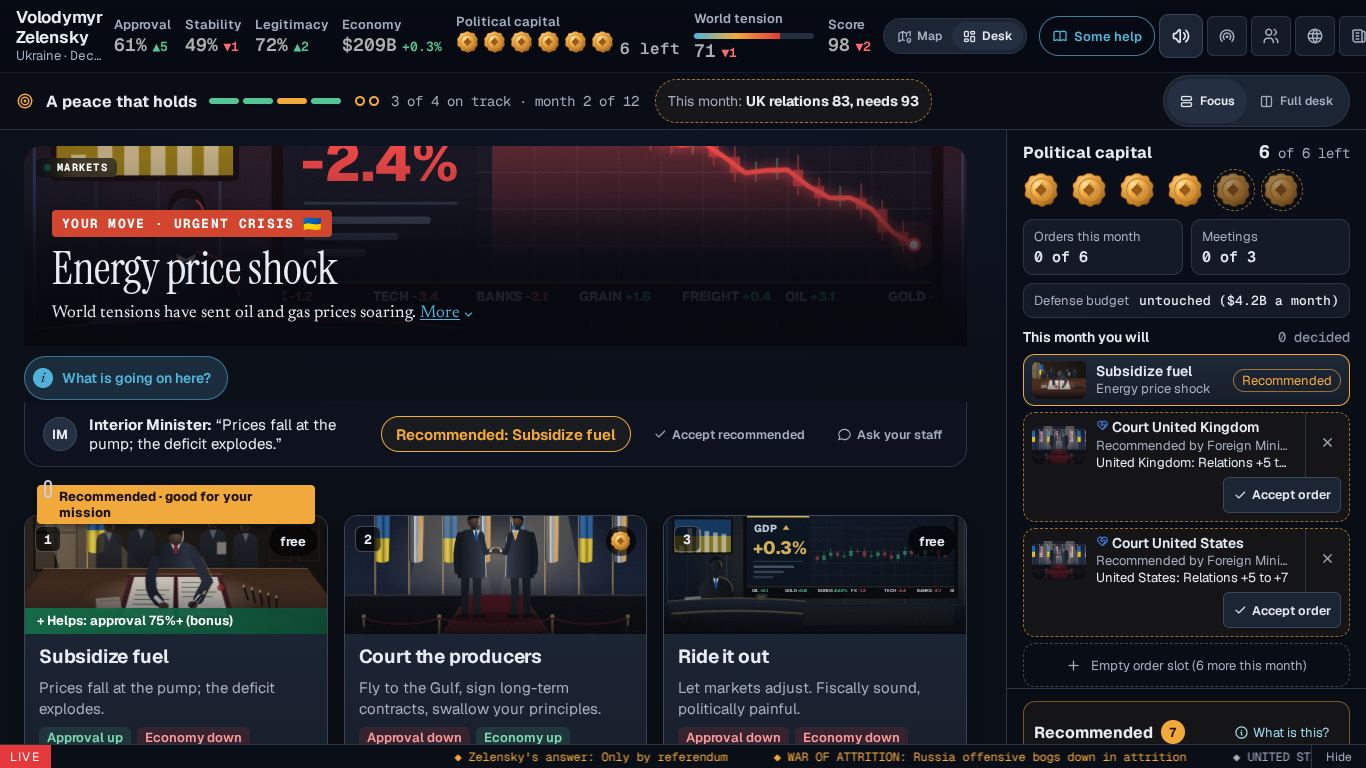 Volodymyr
Zelensky
Ukraine · Dec…
Approval
61% ▲5
Stability
49% ▼1
Legitimacy
72% ▲2
Economy
$209B +0.3%
Political capital
6 left
World tension
71 ▼1
Score
98 ▼2
Map
Desk
Some help
A peace that holds
3 of 4 on track · month 2 of 12
This month: UK relations 83, needs 93
Focus
Full desk
MARKETS
-2.4%
YOUR MOVE · URGENT CRISIS
Energy price shock
-1.2 TECH -3.4 BANKS -2.1 GRAIN +1.6 FREIGHT +0.4 OIL +3.1 GOLD
World tensions have sent oil and gas prices soaring. More
What is going on here?
IM
Interior Minister: “Prices fall at the
pump; the deficit explodes.”
Recommended: Subsidize fuel
Accept recommended
Ask your staff
Recommended · good for your
mission
1
free
+ Helps: approval 75%+ (bonus)
Subsidize fuel
Prices fall at the pump; the deficit
explodes.
Approval up
Economy down
2
Court the producers
Fly to the Gulf, sign long-term
contracts, swallow your principles.
Approval down
Economy up
3
GDP
+0.3%
free
Ride it out
Let markets adjust. Fiscally sound,
politically painful.
Approval down
Economy down
Political capital
6 of 6 left
Orders this month
0 of 6
Meetings
0 of 3
Defense budget untouched ($4.2B a month)
This month you will
0 decided
Subsidize fuel
Energy price shock
Recommended
Court United Kingdom
Recommended by Foreign Mini…
United Kingdom: Relations +5 t…
Accept order
Court United States
Recommended by Foreign Mini…
United States: Relations +5 to +7
Accept order
Empty order slot (6 more this month)
Recommended 7
What is this?
LIVE
◆ Zelensky's answer: Only by referendum
◆ WAR OF ATTRITION: Russia offensive bogs down in attrition
◆ UNITED ST
Hide